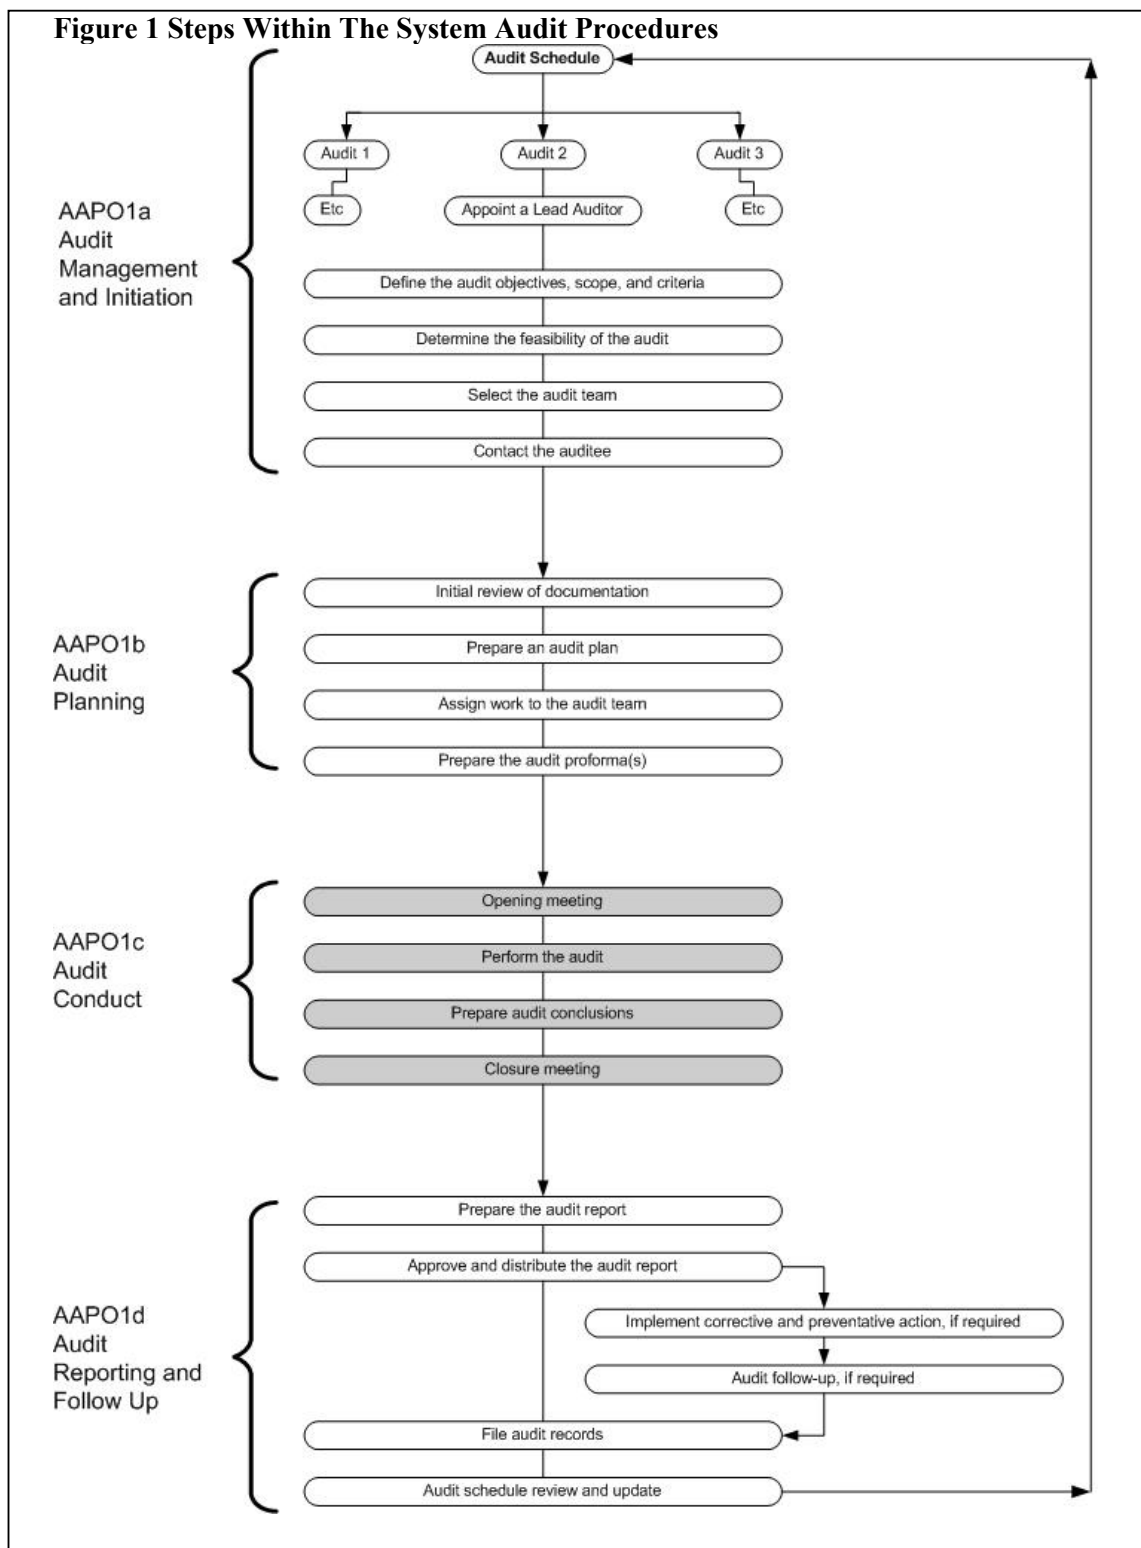 Figure 1 Steps Within The System Audit Procedures
Audit Schedule
Audit 1
Audit 2
Audit 3
Etc
Appoint a Lead Auditor
Etc
AAPO1a
Audit
Management
and Initiation
Define the audit objectives, scope, and criteria
Determine the feasibility of the audit
Select the audit team
Contact the auditee
AAPO1b
Audit
Planning
Initial review of documentation
Prepare an audit plan
Assign work to the audit team
Prepare the audit proforma(s)
AAPO1c
Audit
Conduct
Opening meeting
Perform the audit
Prepare audit conclusions
Closure meeting
AAPO1d
Audit
Reporting and
Follow Up
Prepare the audit report
Approve and distribute the audit report
Implement corrective and preventative action, if required
Audit follow-up, if required
File audit records
Audit schedule review and update